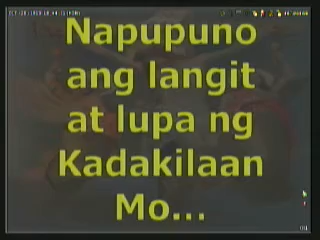 Napupuno
ang langit
at lupa ng
Kadakilaan
Mo...